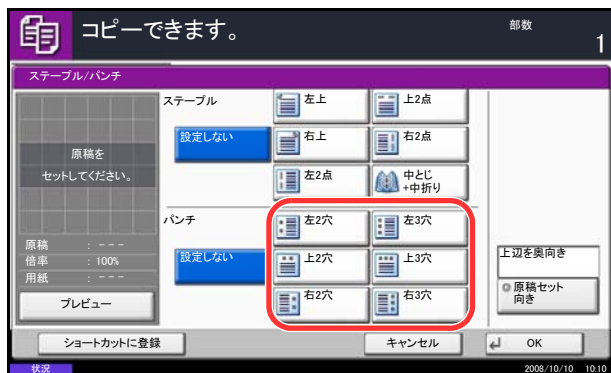 コピーできます。
部数
1
ステープル/パンチ
原稿を
セットしてください。
原稿 : ---
倍率 : 100%
用紙 : ---
プレビュー
ステープル
設定しない
左上
上2点
右上
右2点
左2点
中とじ
+中折り
パンチ
設定しない
左2穴
左3穴
上2穴
上3穴
右2穴
右3穴
上辺を奥向き
原稿セット
向き
ショートカットに登録
キャンセル
OK
状況
2008/10/10 10:10